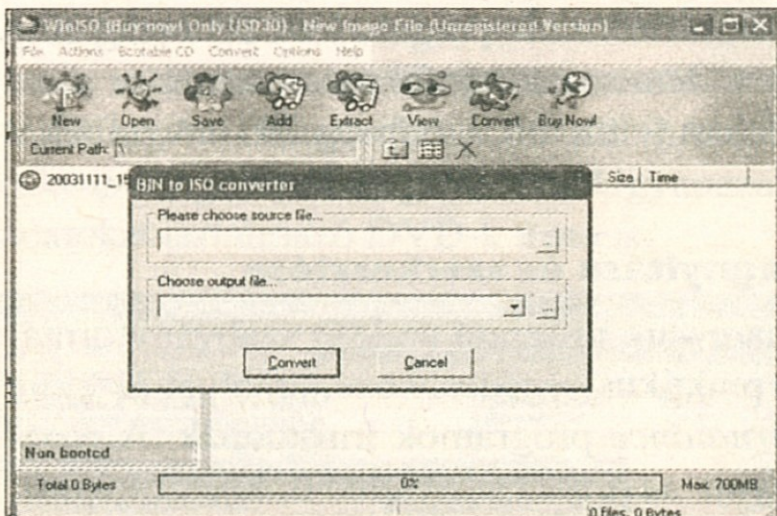 WinISO (Buy now! Only USD30) - New Image File (Unregistered Version)
File Actions Bootable CD Convert Options Help
New Open Save Add Extract View Convert Buy Now!
Current Path: \
20031111_15 Size Time
BIN to ISO converter
Please choose source file...
...
Choose output file...
...
Convert Cancel
Non booted
Total 0 Bytes 0% Max. 700MB
0 files, 0 Bytes